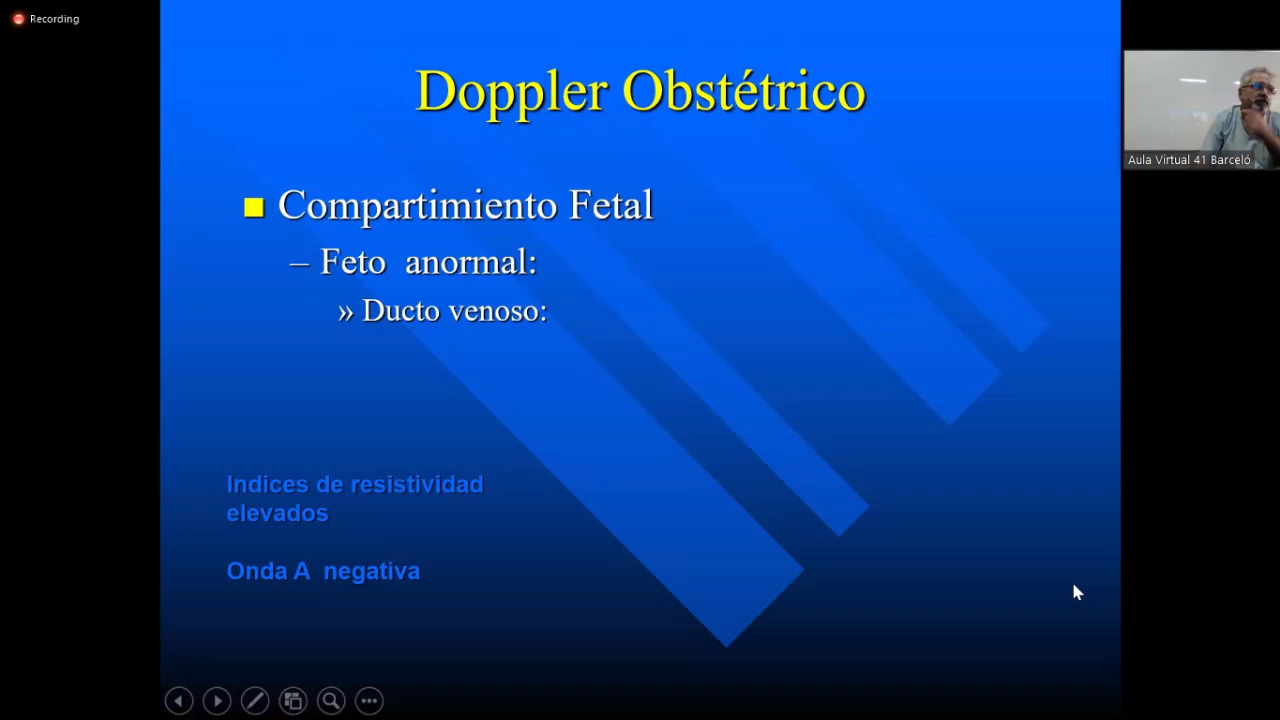 Recording
Doppler Obstétrico
Compartimiento Fetal
– Feto anormal:
» Ducto venoso:
Indices de resistividad
elevados
Onda A negativa
Aula Virtual 41 Barceló